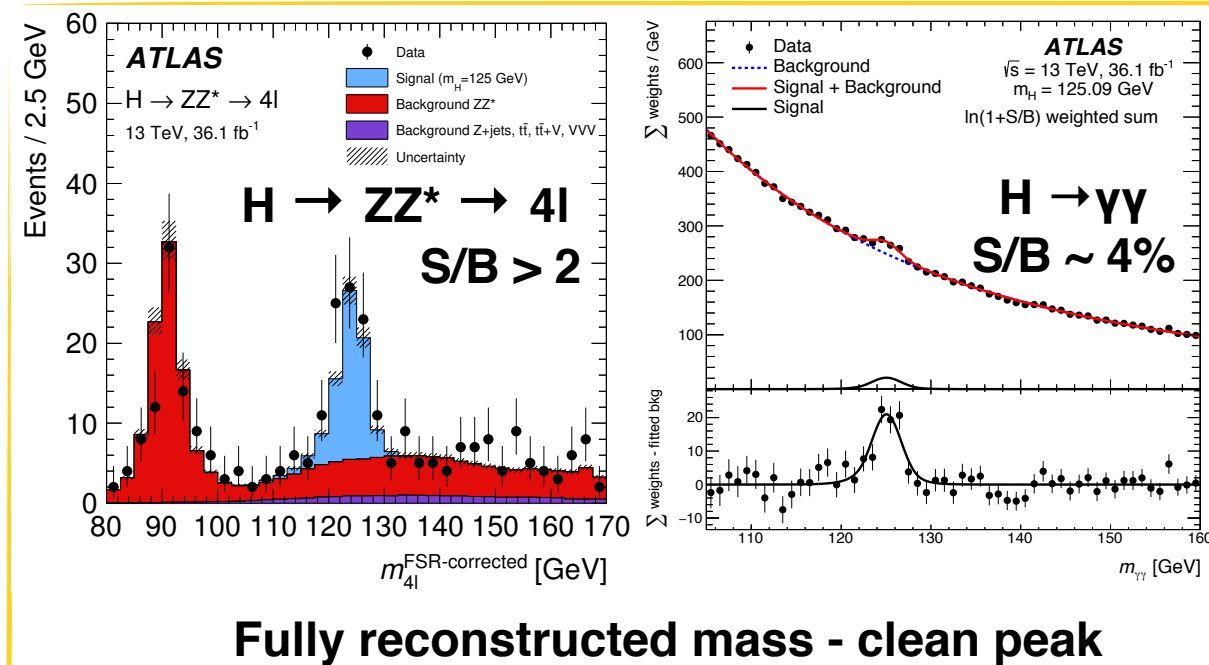 60
50
40
30
20
10
0
Events / 2.5 GeV
ATLAS
H → ZZ* → 4l
13 TeV, 36.1 fb⁻¹
Data
Signal (m_H=125 GeV)
Background ZZ*
Background Z+jets, tt̄, tt̄+V, VVV
Uncertainty
H → ZZ* → 4l
S/B > 2
80 90 100 110 120 130 140 150 160 170
m_4l^FSR-corrected [GeV]
600
500
400
300
200
100
∑ weights / GeV
Data
Background
Signal + Background
Signal
ATLAS
√s = 13 TeV, 36.1 fb⁻¹
m_H = 125.09 GeV
ln(1+S/B) weighted sum
H → γγ
S/B ~ 4%
20
10
0
−10
∑ weights - fitted bkg
110 120 130 140 150 160
m_γγ [GeV]
Fully reconstructed mass - clean peak